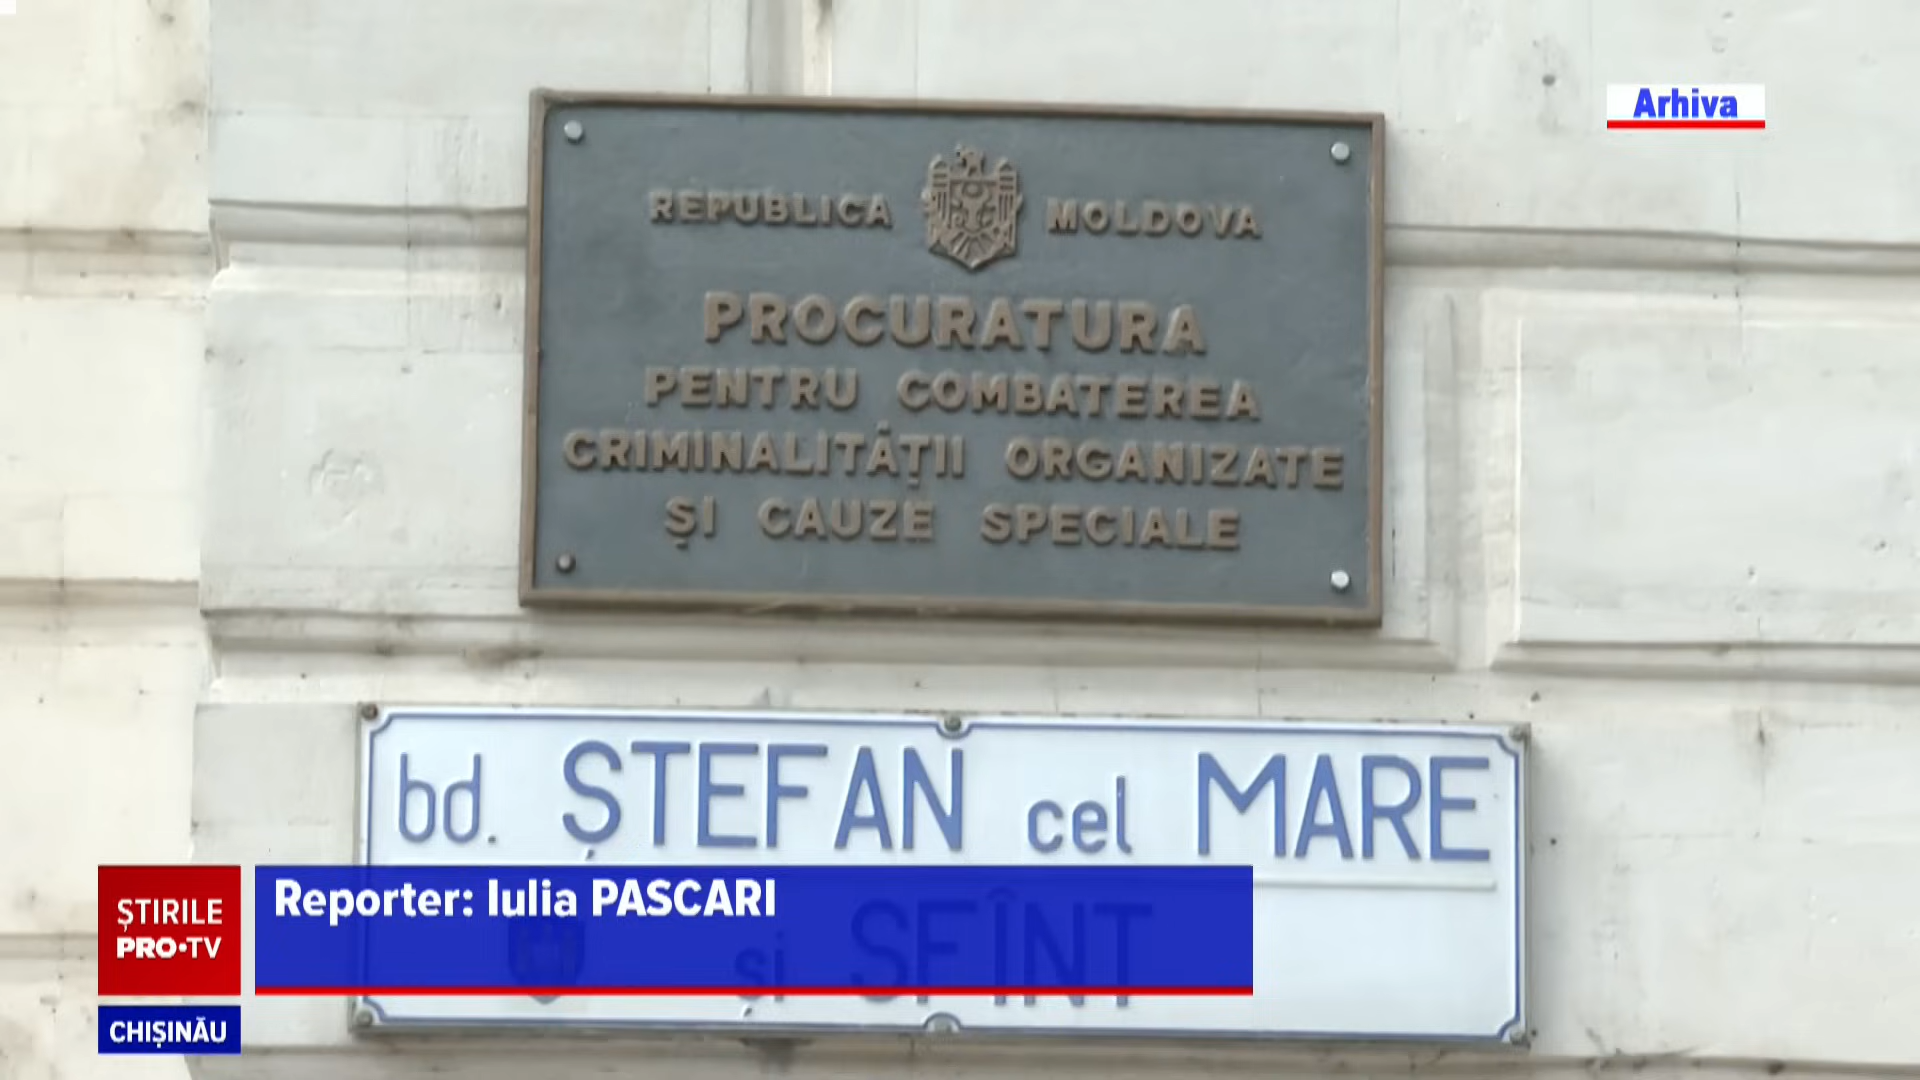 Arhiva
REPUBLICA MOLDOVA
PROCURATURA
PENTRU COMBATEREA
CRIMINALITĂȚII ORGANIZATE
ȘI CAUZE SPECIALE
bd. ȘTEFAN cel MARE
și SFÎNT
Reporter: Iulia PASCARI
ȘTIRILE
PRO•TV
CHIȘINĂU